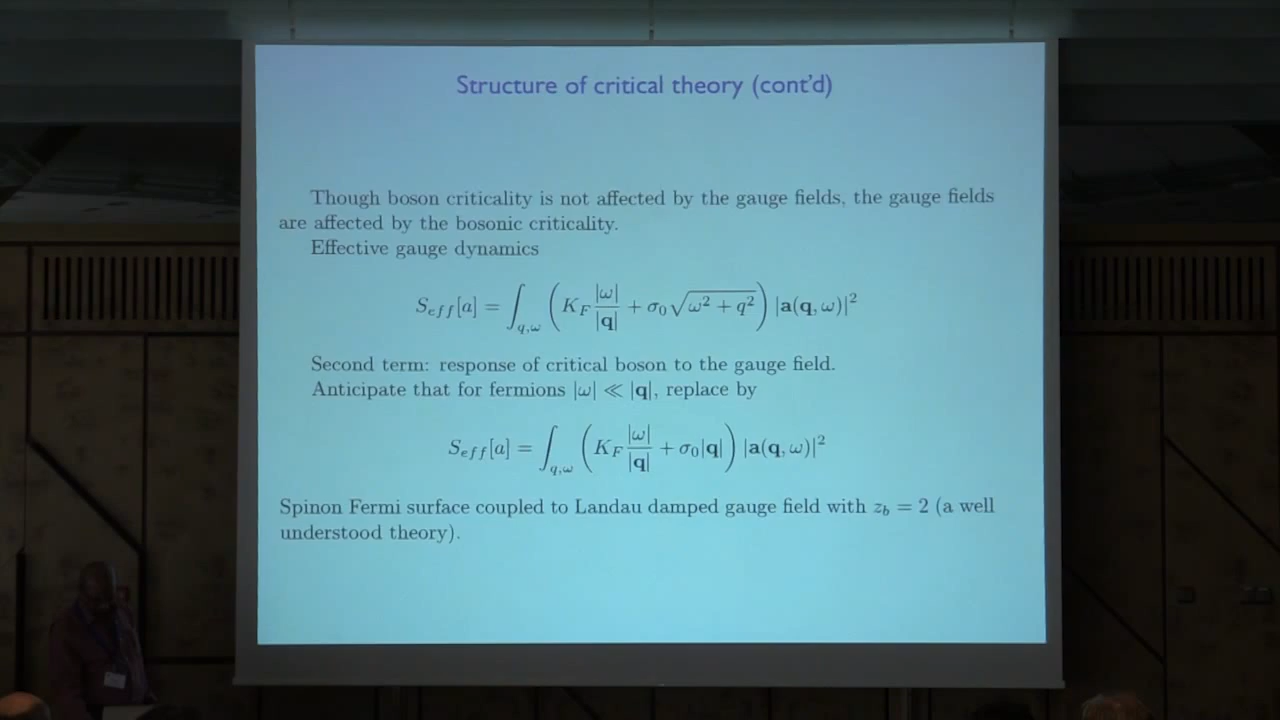 Structure of critical theory (cont'd)
Though boson criticality is not affected by the gauge fields, the gauge fields
are affected by the bosonic criticality.
Effective gauge dynamics
S_{eff}[a] = ∫_{q,ω} (K_F |ω|/|𝐪| + σ_0 √(ω² + q²)) |𝐚(𝐪, ω)|²
Second term: response of critical boson to the gauge field.
Anticipate that for fermions |ω| ≪ |𝐪|, replace by
S_{eff}[a] = ∫_{q,ω} (K_F |ω|/|𝐪| + σ_0|𝐪|) |𝐚(𝐪, ω)|²
Spinon Fermi surface coupled to Landau damped gauge field with z_b = 2 (a well
understood theory).